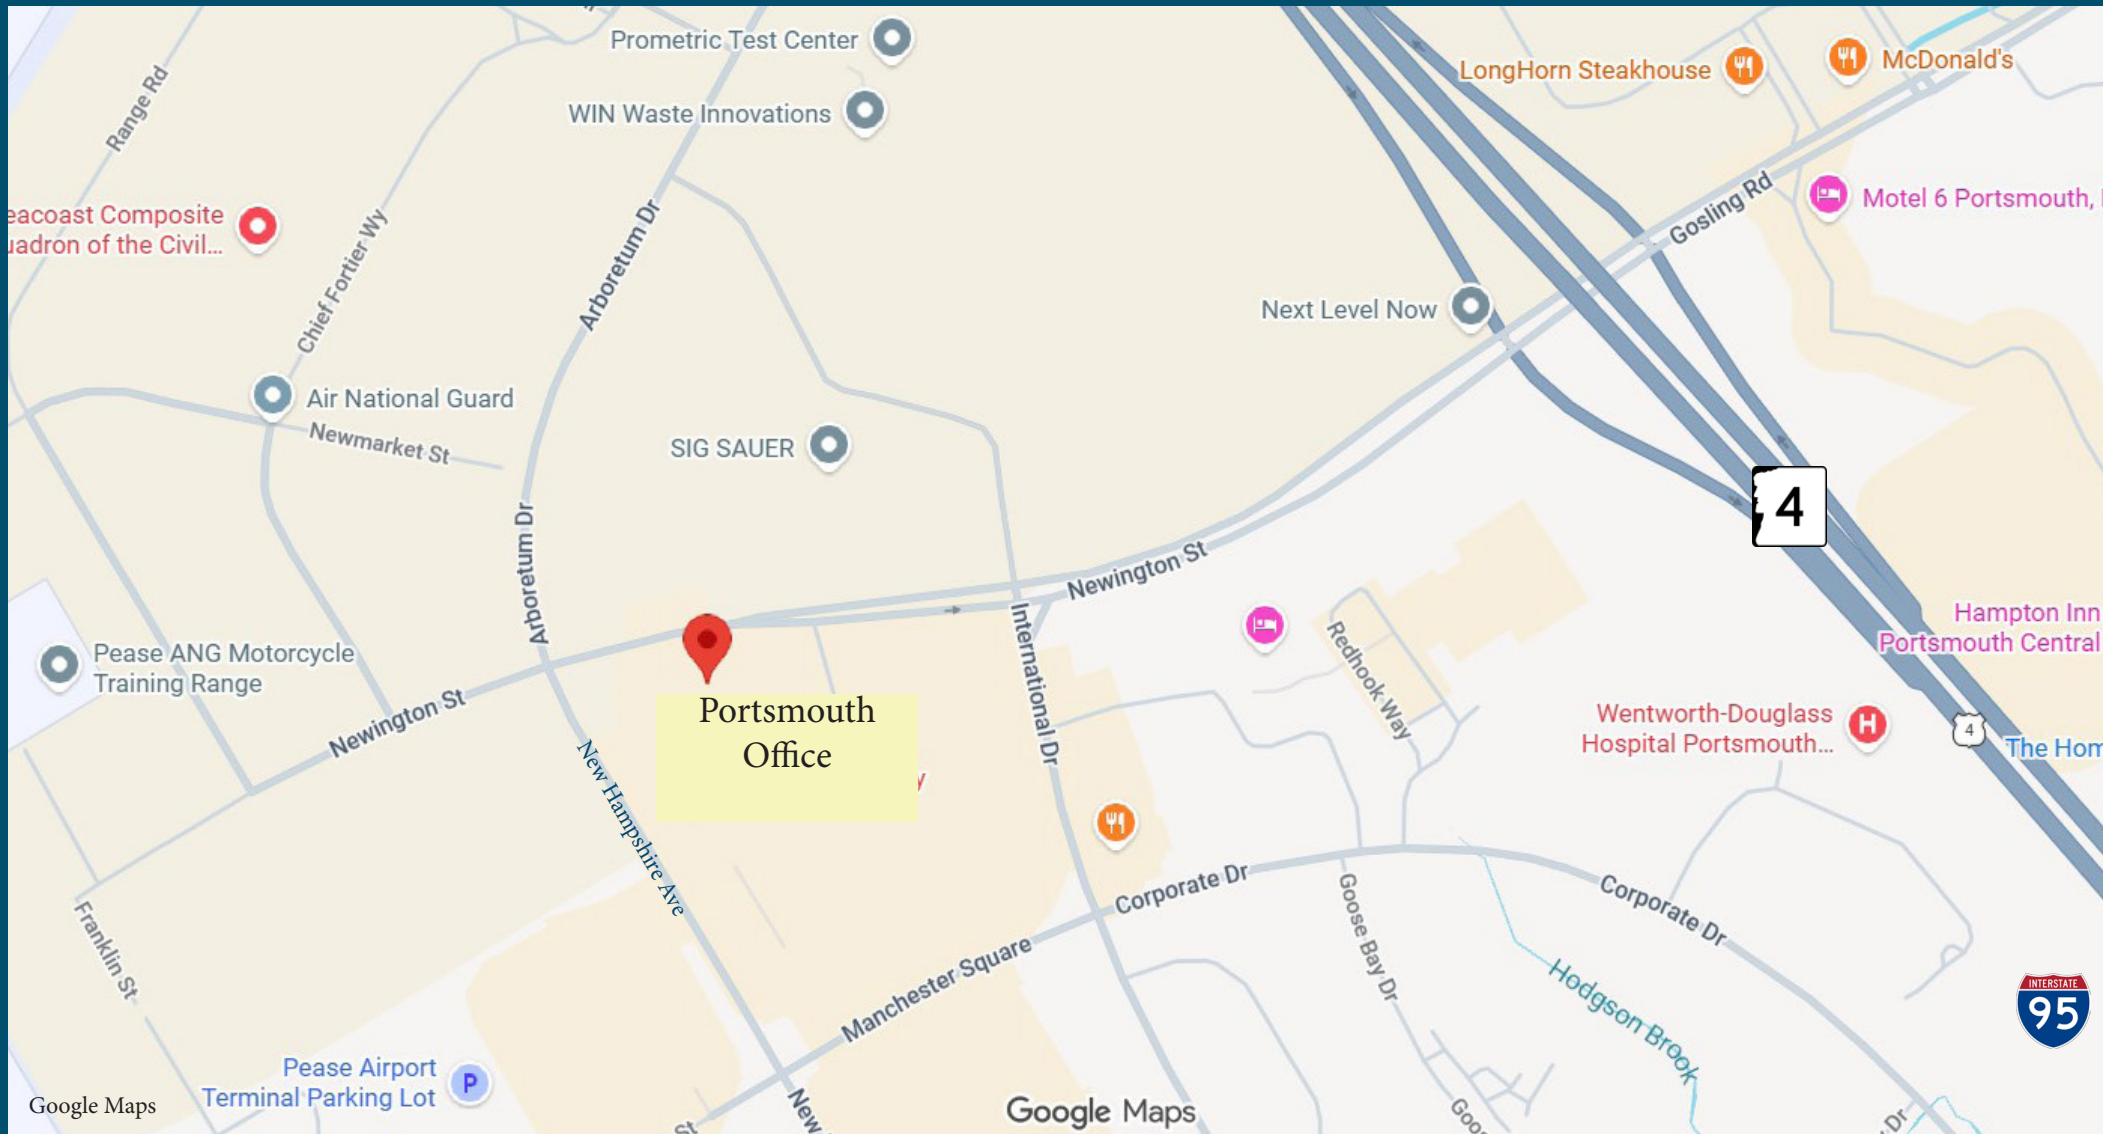 Prometric Test Center
LongHorn Steakhouse
McDonald's
Range Rd
WIN Waste Innovations
Motel 6 Portsmouth,
Gosling Rd
eacoast Composite
uadron of the Civil...
Chief Fortier Wy
Arboretum Dr
Next Level Now
Air National Guard
Newmarket St
SIG SAUER
4
Arboretum Dr
Newington St
International Dr
Hampton Inn
Portsmouth Central
Redhook Way
Pease ANG Motorcycle
Training Range
Newington St
Portsmouth
Office
y
New Hampshire Ave
Wentworth-Douglass
Hospital Portsmouth...
H
4
The Hom
Corporate Dr
Corporate Dr
Goose Bay Dr
Franklin St
Manchester Square
Hodgson Brook
INTERSTATE
95
Pease Airport
Terminal Parking Lot
P
Google Maps
New
St
Google Maps
Goo
Dr